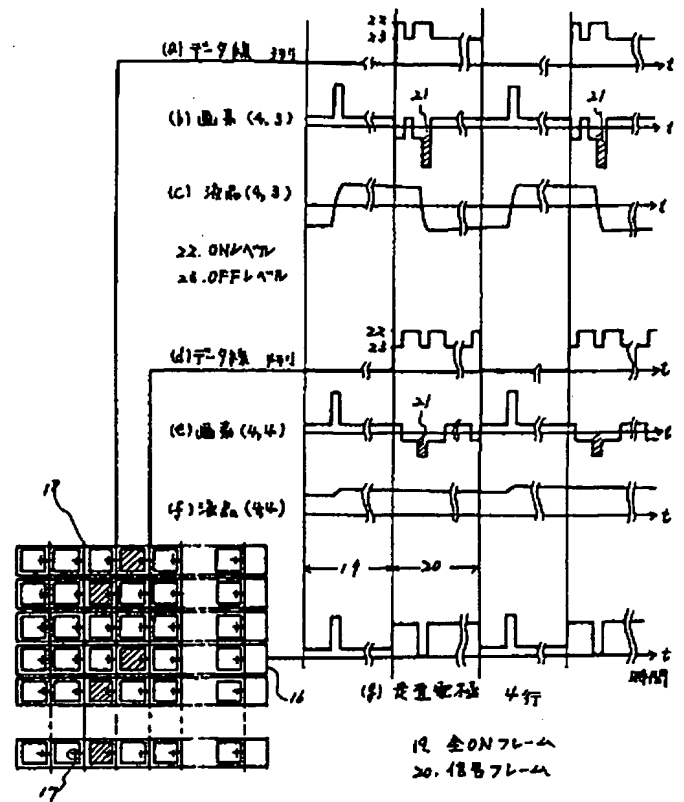 22
23
(a) データ線 3列
t
21
21
(b) 画素 (4,3)
t
(c) 液晶 (4,3)
t
22. ONレベル
23. OFFレベル
22
23
(d) データ線 4列
t
21
(e) 画素 (4,4)
t
(f) 液晶 (4,4)
t
18
19
20
t
時間
16
(g) 走査電極 4行
19. 全ONフレーム
20. 信号フレーム
17